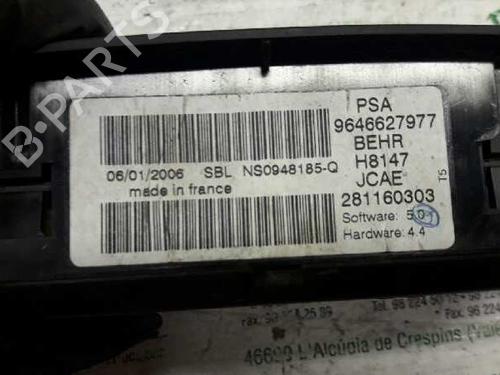 B-PARTS
PSA
9646627977
BEHR
H8147
JCAE
281160303
T5
Software: 5.0
Hardware: 4.4
06/01/2006 SBL NS0948185-Q
made in france
46690 L'Alcúdia de Crespins